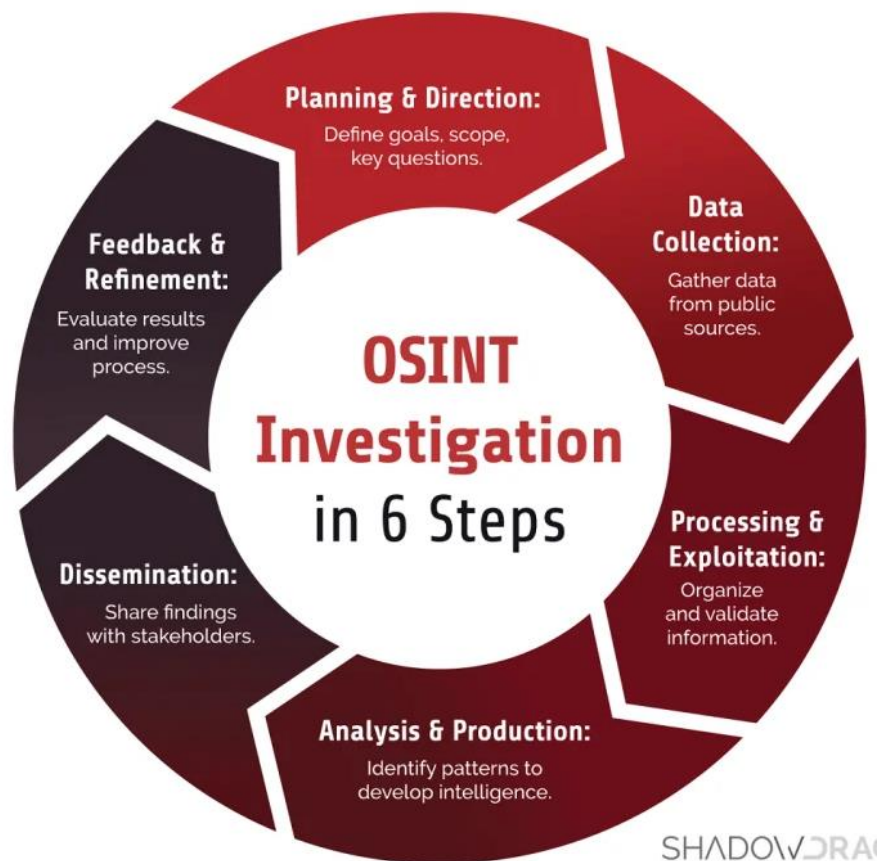 Planning & Direction:
Define goals, scope,
key questions.
Data
Collection:
Gather data
from public
sources.
Processing &
Exploitation:
Organize
and validate
information.
Analysis & Production:
Identify patterns to
develop intelligence.
Dissemination:
Share findings
with stakeholders.
Feedback &
Refinement:
Evaluate results
and improve
process.
OSINT
Investigation
in 6 Steps